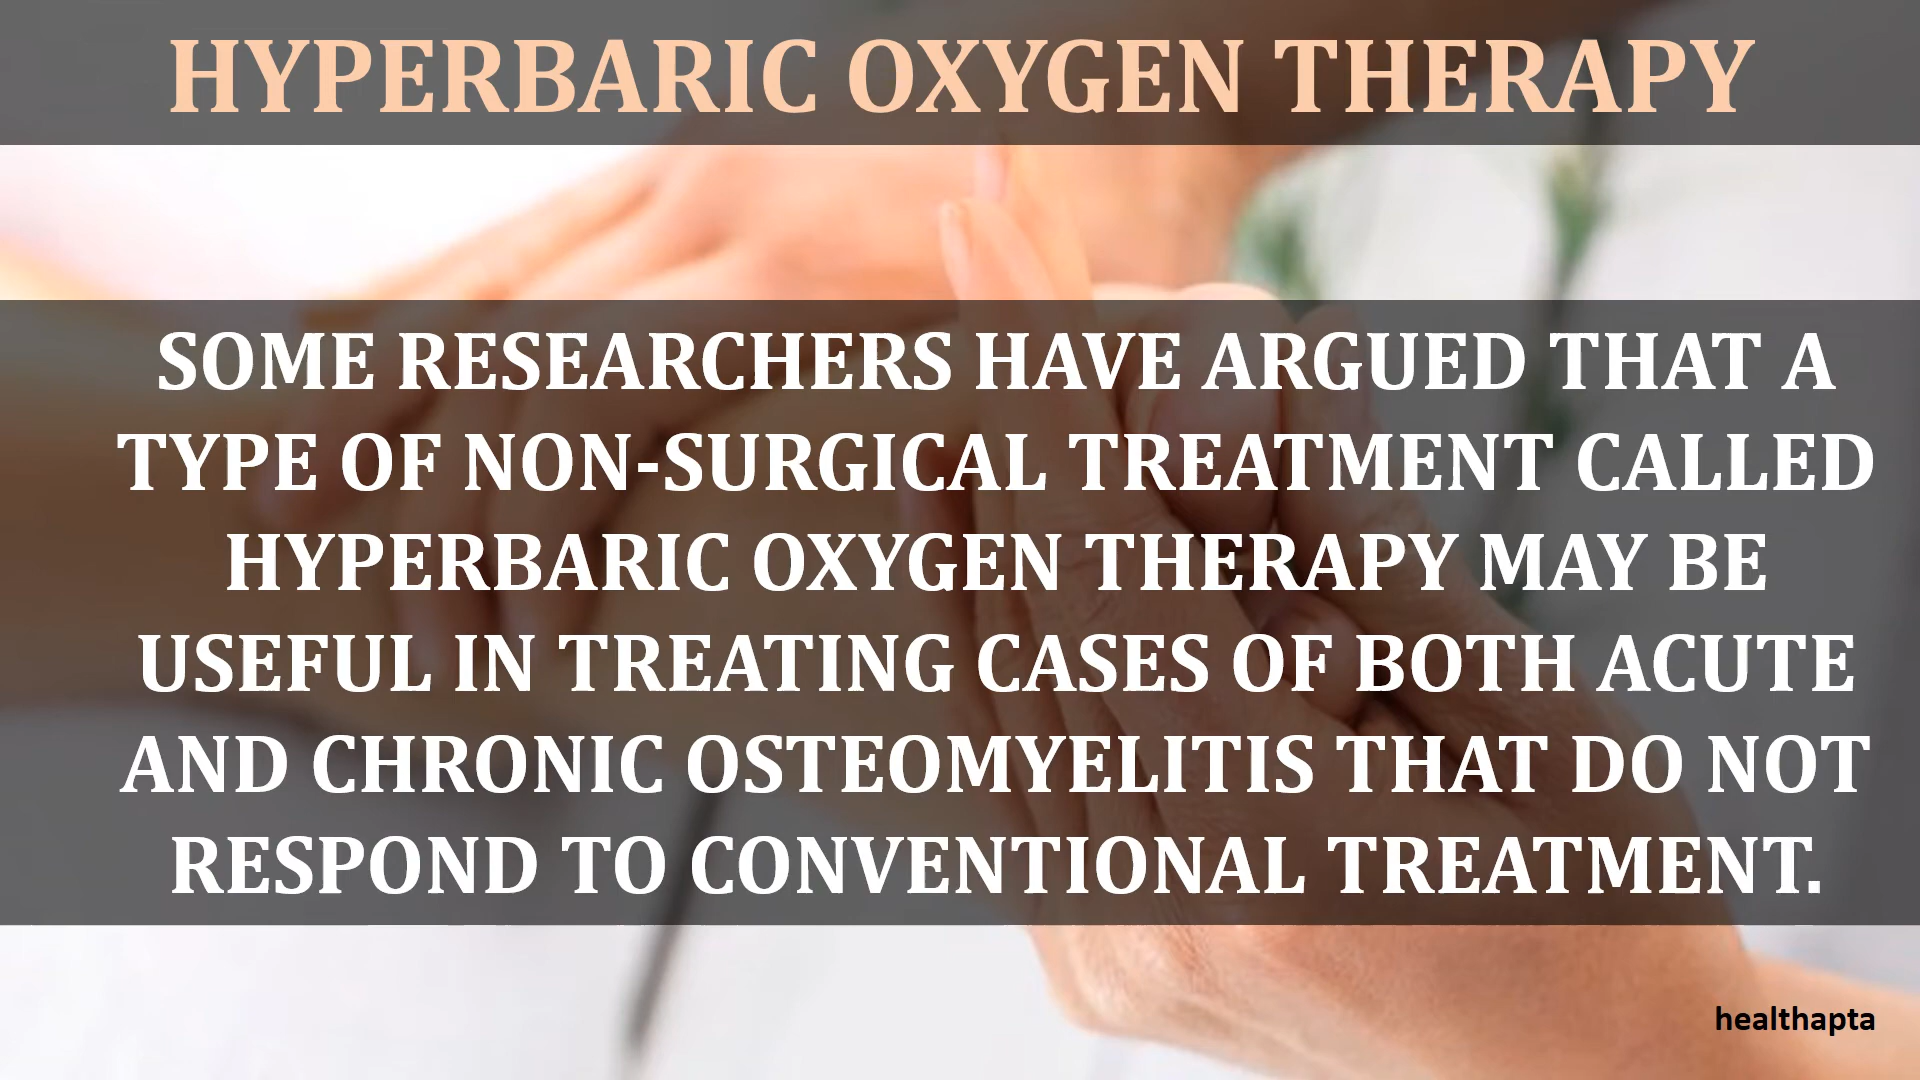 HYPERBARIC OXYGEN THERAPY
SOME RESEARCHERS HAVE ARGUED THAT A
TYPE OF NON-SURGICAL TREATMENT CALLED
HYPERBARIC OXYGEN THERAPY MAY BE
USEFUL IN TREATING CASES OF BOTH ACUTE
AND CHRONIC OSTEOMYELITIS THAT DO NOT
RESPOND TO CONVENTIONAL TREATMENT.
healthapta